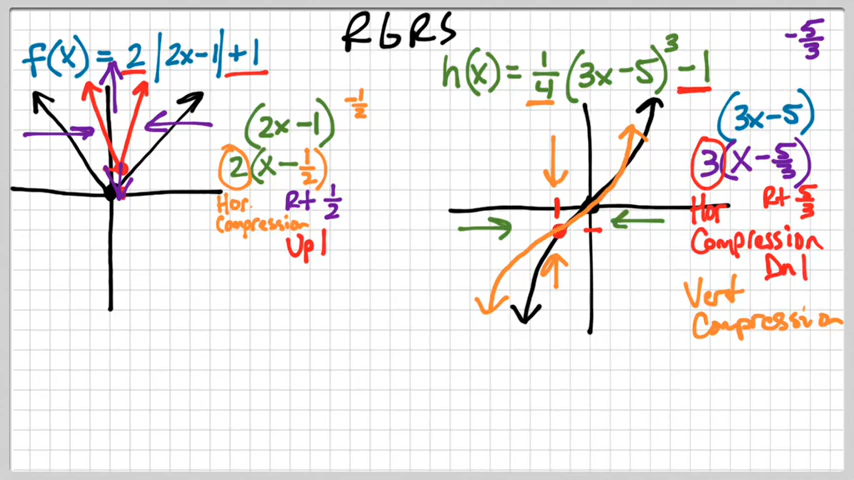 RBRS
f(x) = 2|2x-1|+1
(2x-1)
-1/2
2(x-1/2)
Hor.
Compression
Rt 1/2
Up 1
h(x) = 1/4(3x-5)³-1
-5/3
(3x-5)
3(x-5/3)
Hor
Rt 5/3
Compression
Dn 1
Vert
Compression